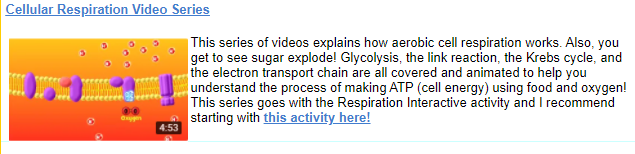 Cellular Respiration Video Series
This series of videos explains how aerobic cell respiration works. Also, you
get to see sugar explode! Glycolysis, the link reaction, the Krebs cycle, and
the electron transport chain are all covered and animated to help you
understand the process of making ATP (cell energy) using food and oxygen!
This series goes with the Respiration Interactive activity and I recommend
starting with this activity here!
Oxygen
4:53